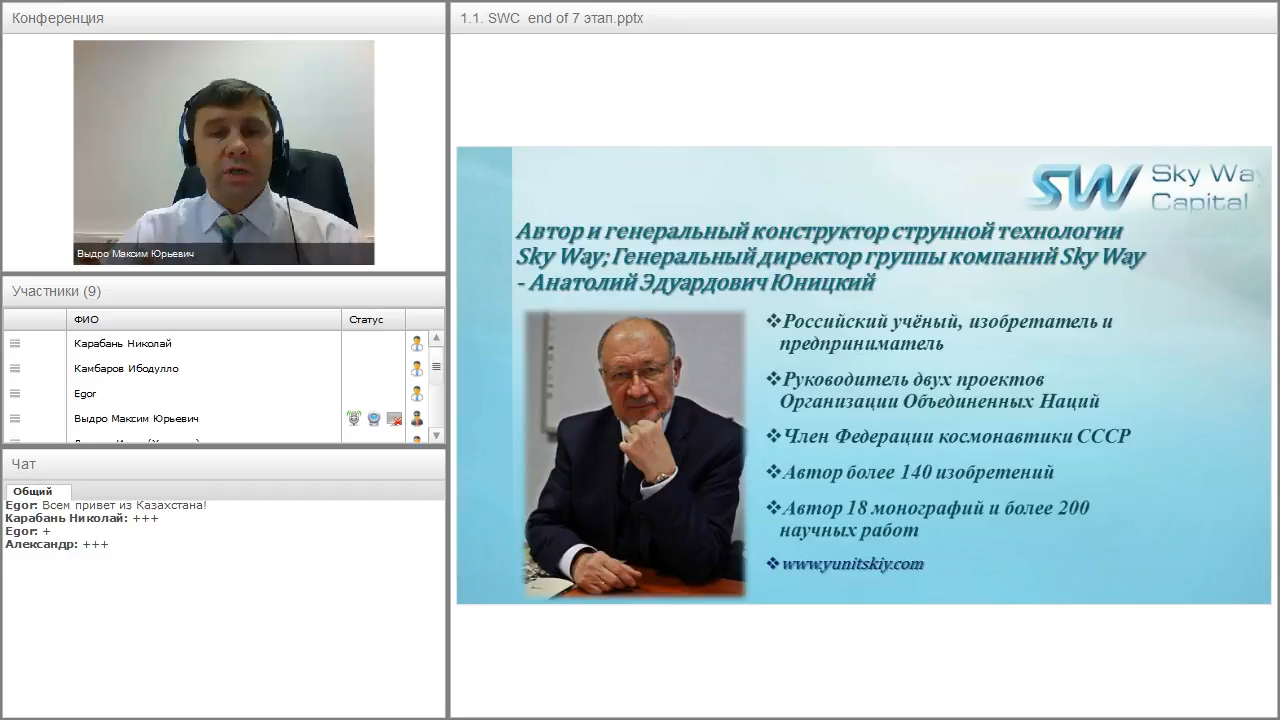 Конференция
Выдро Максим Юрьевич
Участники (9)
ФИО
Статус
Карабань Николай
Камбаров Ибодулло
Egor
Выдро Максим Юрьевич
Чат
Общий
Egor: Всем привет из Казахстана!
Карабань Николай: +++
Egor: +
Александр: +++
1.1. SWC end of 7 этап.pptx
SW Sky Way
Capital
Автор и генеральный конструктор струнной технологии
Sky Way; Генеральный директор группы компаний Sky Way
- Анатолий Эдуардович Юницкий
❖Российский учёный, изобретатель и
предприниматель
❖Руководитель двух проектов
Организации Объединенных Наций
❖Член Федерации космонавтики СССР
❖Автор более 140 изобретений
❖Автор 18 монографий и более 200
научных работ
❖www.yunitskiy.com